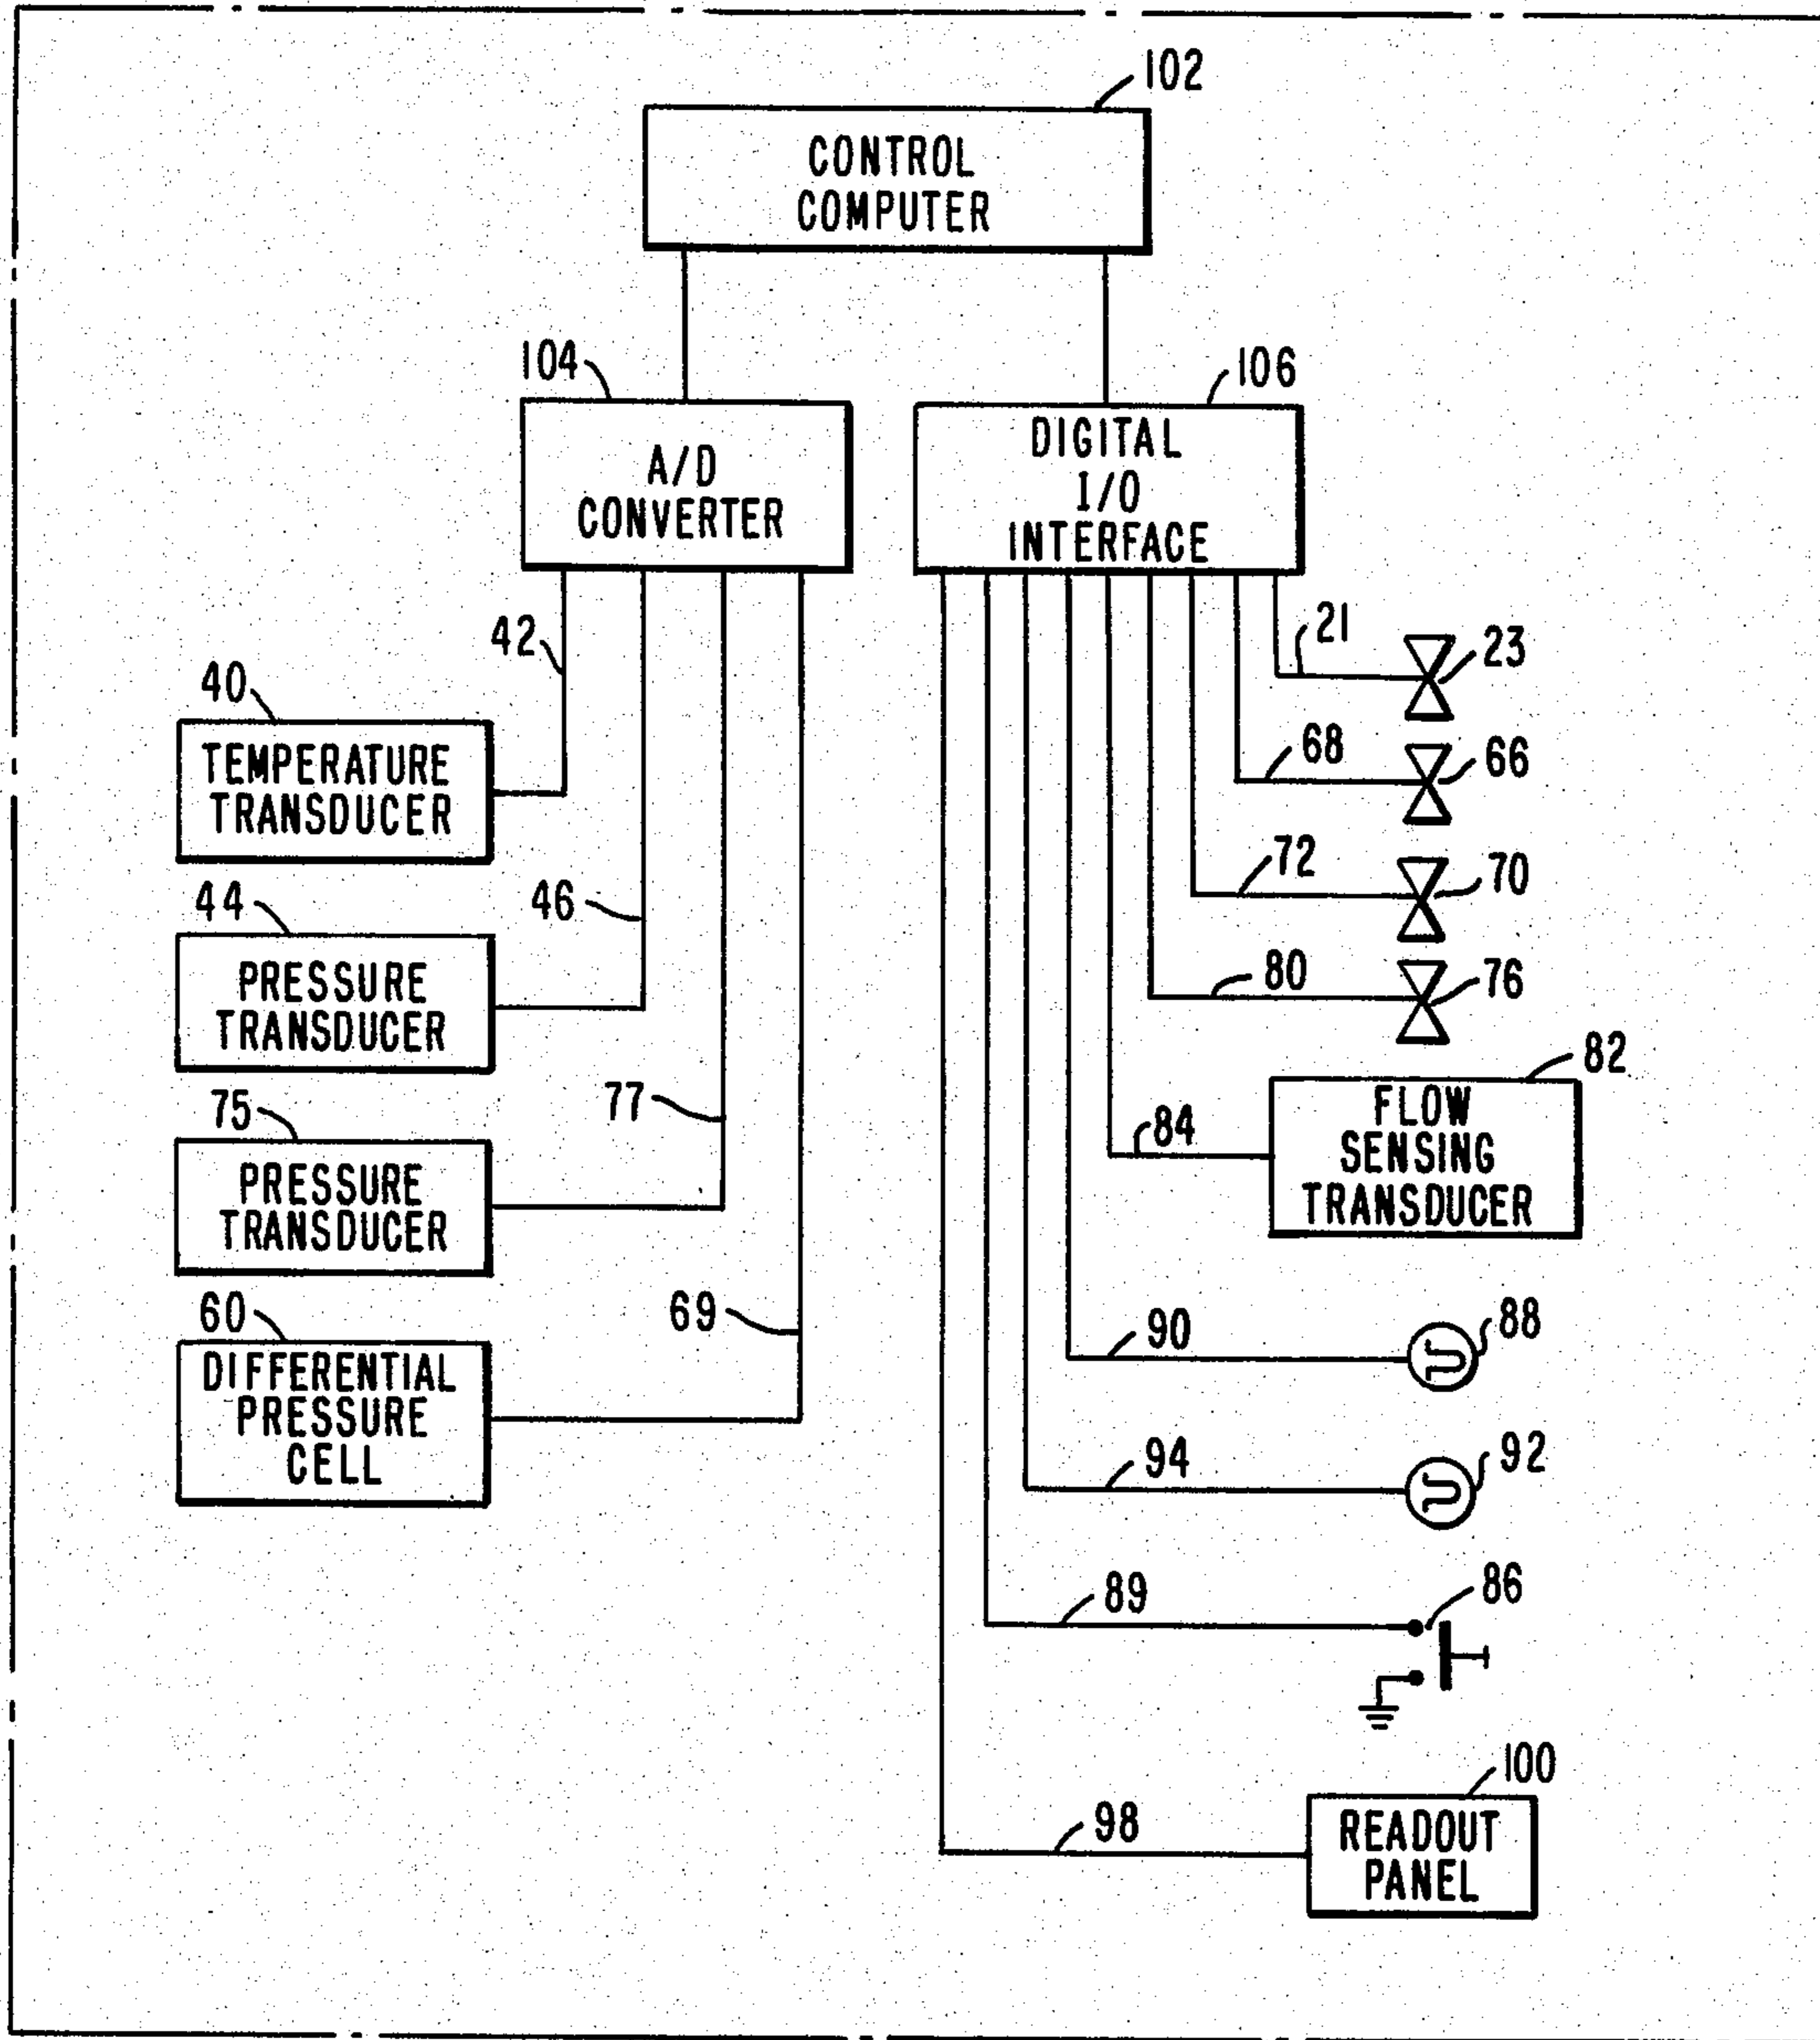 102
CONTROL
COMPUTER
104
A/D
CONVERTER
106
DIGITAL
I/O
INTERFACE
42
21
23
40
TEMPERATURE
TRANSDUCER
68
66
44
46
72
70
PRESSURE
TRANSDUCER
80
76
75
77
PRESSURE
TRANSDUCER
84
82
FLOW
SENSING
TRANSDUCER
60
69
DIFFERENTIAL
PRESSURE
CELL
90
88
94
92
89
86
98
100
READOUT
PANEL